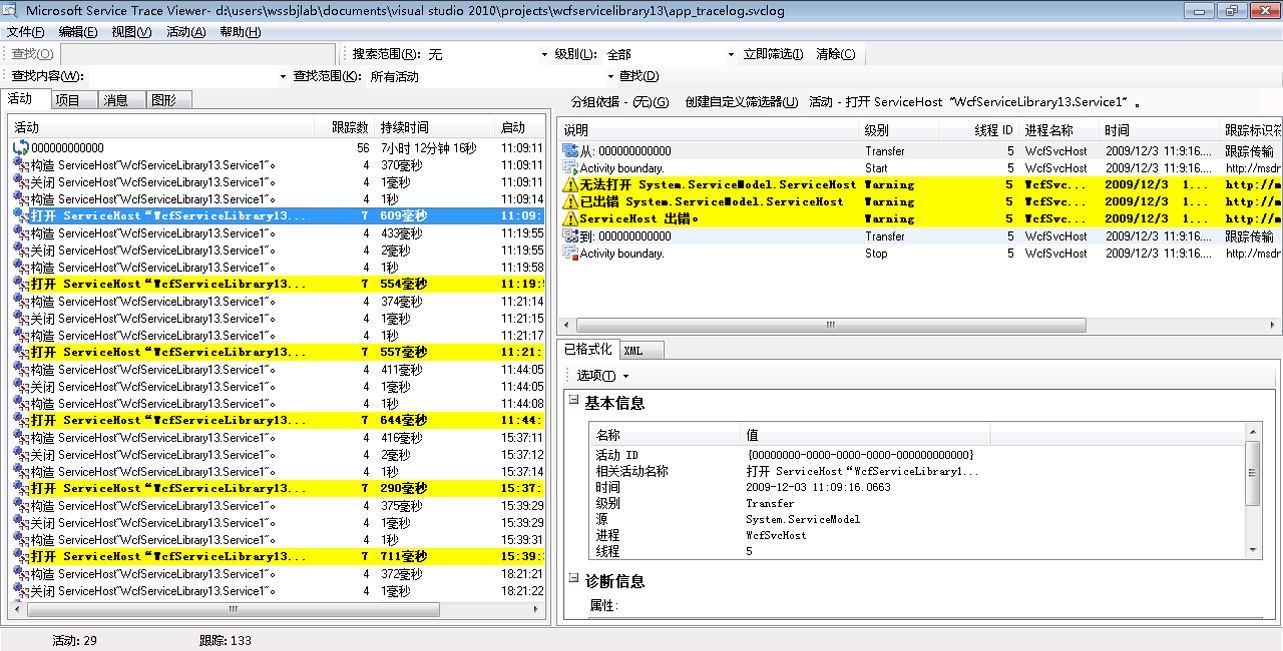 Microsoft Service Trace Viewer- d:\users\wssbjlab\documents\visual studio 2010\projects\wcfservicelibrary13\app_tracelog.svclog
文件(F) 编辑(E) 视图(V) 活动(A) 帮助(H)
查找(O) 搜索范围(R): 无 级别(L): 全部 立即筛选(I) 清除(C)
查找内容(W): 查找范围(K): 所有活动 查找(D)
活动 项目 消息 图形
活动 跟踪数 持续时间 启动
000000000000 56 7小时 12分钟 16秒 11:09:11
构造 ServiceHost“WcfServiceLibrary13.Service1”。 4 370毫秒 11:09:11
关闭 ServiceHost“WcfServiceLibrary13.Service1”。 4 1毫秒 11:09:11
构造 ServiceHost“WcfServiceLibrary13.Service1”。 4 1秒 11:09:14
打开 ServiceHost“WcfServiceLibrary13... 7 609毫秒 11:09:
构造 ServiceHost“WcfServiceLibrary13.Service1”。 4 433毫秒 11:19:55
关闭 ServiceHost“WcfServiceLibrary13.Service1”。 4 2毫秒 11:19:55
构造 ServiceHost“WcfServiceLibrary13.Service1”。 4 1秒 11:19:58
打开 ServiceHost“WcfServiceLibrary13... 7 554毫秒 11:19:
构造 ServiceHost“WcfServiceLibrary13.Service1”。 4 374毫秒 11:21:14
关闭 ServiceHost“WcfServiceLibrary13.Service1”。 4 1毫秒 11:21:15
构造 ServiceHost“WcfServiceLibrary13.Service1”。 4 1秒 11:21:17
打开 ServiceHost“WcfServiceLibrary13... 7 557毫秒 11:21:
构造 ServiceHost“WcfServiceLibrary13.Service1”。 4 411毫秒 11:44:05
关闭 ServiceHost“WcfServiceLibrary13.Service1”。 4 1毫秒 11:44:05
构造 ServiceHost“WcfServiceLibrary13.Service1”。 4 1秒 11:44:08
打开 ServiceHost“WcfServiceLibrary13... 7 644毫秒 11:44:
构造 ServiceHost“WcfServiceLibrary13.Service1”。 4 416毫秒 15:37:11
关闭 ServiceHost“WcfServiceLibrary13.Service1”。 4 2毫秒 15:37:12
构造 ServiceHost“WcfServiceLibrary13.Service1”。 4 1秒 15:37:14
打开 ServiceHost“WcfServiceLibrary13... 7 290毫秒 15:37:
构造 ServiceHost“WcfServiceLibrary13.Service1”。 4 375毫秒 15:39:29
关闭 ServiceHost“WcfServiceLibrary13.Service1”。 4 1毫秒 15:39:29
构造 ServiceHost“WcfServiceLibrary13.Service1”。 4 1秒 15:39:31
打开 ServiceHost“WcfServiceLibrary13... 7 711毫秒 15:39:
构造 ServiceHost“WcfServiceLibrary13.Service1”。 4 372毫秒 18:21:21
关闭 ServiceHost“WcfServiceLibrary13.Service1”。 4 1毫秒 18:21:22
分组依据 - (无)(G) 创建自定义筛选器(U) 活动 - 打开 ServiceHost “WcfServiceLibrary13.Service1” 。
说明 级别 线程 ID 进程名称 时间 跟踪标识符
从: 000000000000 Transfer 5 WcfSvcHost 2009/12/3 11:9:16.... 跟踪传输
Activity boundary. Start 5 WcfSvcHost 2009/12/3 11:9:16.... http://msdr
无法打开 System.ServiceModel.ServiceHost Warning 5 WcfSvc... 2009/12/3 1... http://m
已出错 System.ServiceModel.ServiceHost Warning 5 WcfSvc... 2009/12/3 1... http://m
ServiceHost 出错。 Warning 5 WcfSvc... 2009/12/3 1... http://m
到: 000000000000 Transfer 5 WcfSvcHost 2009/12/3 11:9:16.... 跟踪传输
Activity boundary. Stop 5 WcfSvcHost 2009/12/3 11:9:16.... http://msdr
已格式化 XML
选项(T)
基本信息
名称 值
活动 ID {00000000-0000-0000-0000-000000000000}
相关活动名称 打开 ServiceHost“WcfServiceLibrary1...
时间 2009-12-03 11:09:16.0663
级别 Transfer
源 System.ServiceModel
进程 WcfSvcHost
线程 5
诊断信息
属性:
活动: 29 跟踪: 133